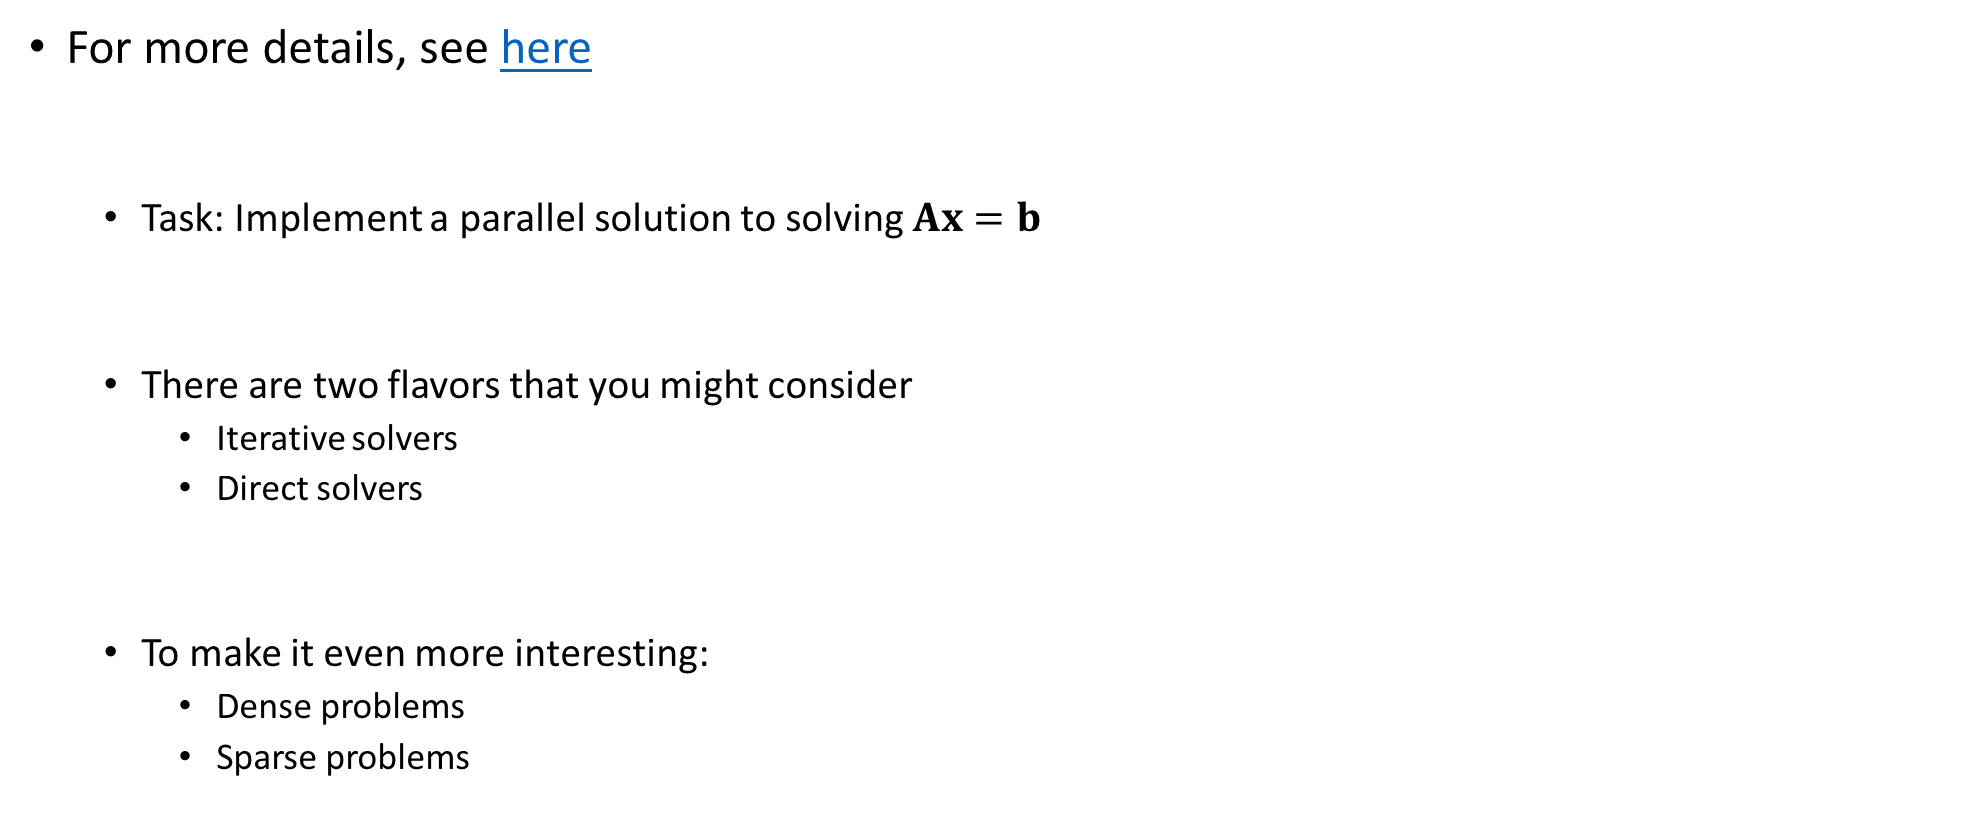 • For more details, see here
• Task: Implement a parallel solution to solving Ax = b
• There are two flavors that you might consider
• Iterative solvers
• Direct solvers
• To make it even more interesting:
• Dense problems
• Sparse problems